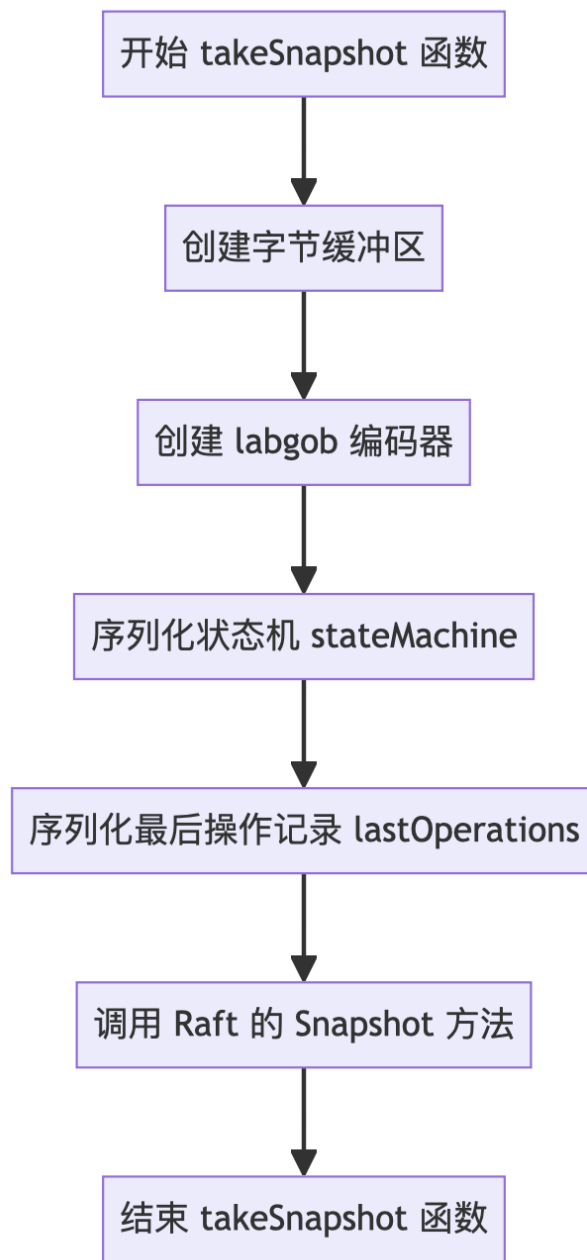 开始 takeSnapshot 函数
创建字节缓冲区
创建 labgob 编码器
序列化状态机 stateMachine
序列化最后操作记录 lastOperations
调用 Raft 的 Snapshot 方法
结束 takeSnapshot 函数